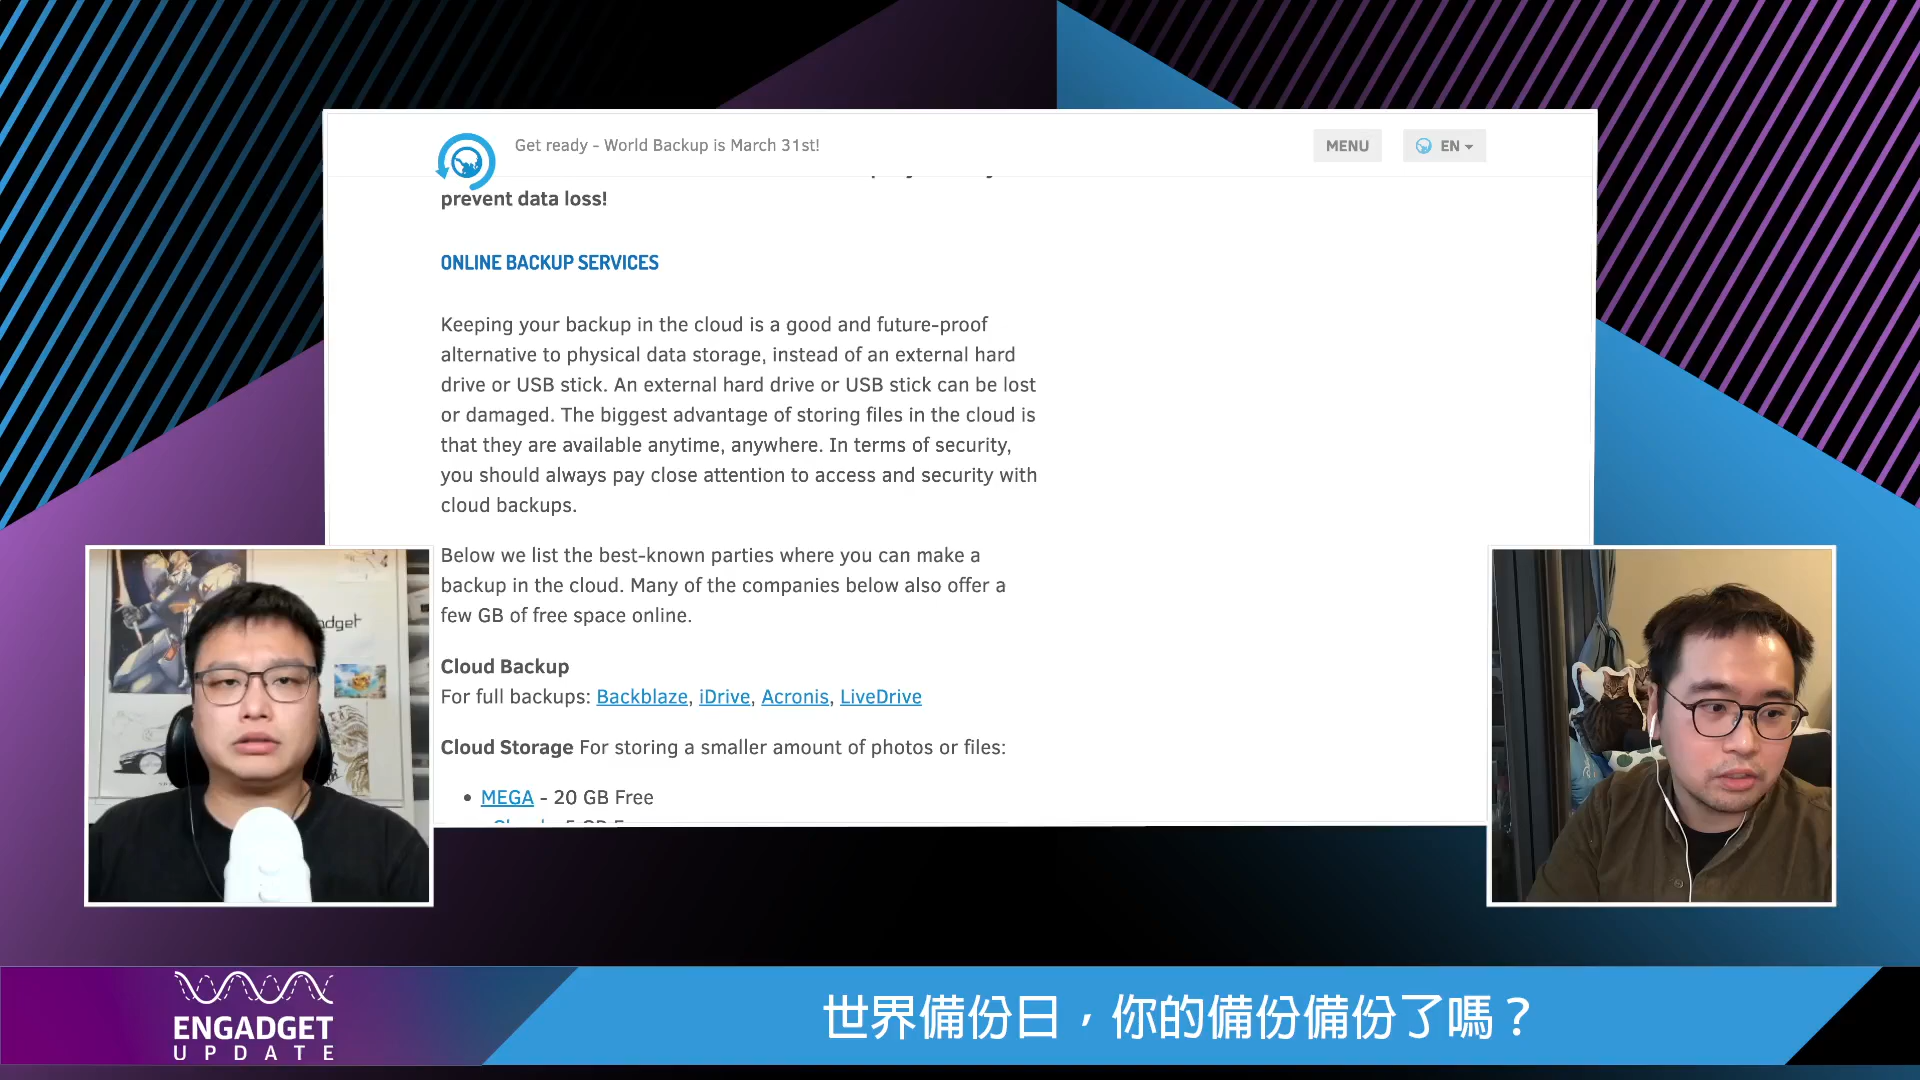 Get ready - World Backup is March 31st!
MENU
EN
prevent data loss!
ONLINE BACKUP SERVICES
Keeping your backup in the cloud is a good and future-proof
alternative to physical data storage, instead of an external hard
drive or USB stick. An external hard drive or USB stick can be lost
or damaged. The biggest advantage of storing files in the cloud is
that they are available anytime, anywhere. In terms of security,
you should always pay close attention to access and security with
cloud backups.
Below we list the best-known parties where you can make a
backup in the cloud. Many of the companies below also offer a
few GB of free space online.
Cloud Backup
For full backups: Backblaze, iDrive, Acronis, LiveDrive
Cloud Storage For storing a smaller amount of photos or files:
• MEGA - 20 GB Free
ENGADGET
UPDATE
世界備份日，你的備份備份了嗎？